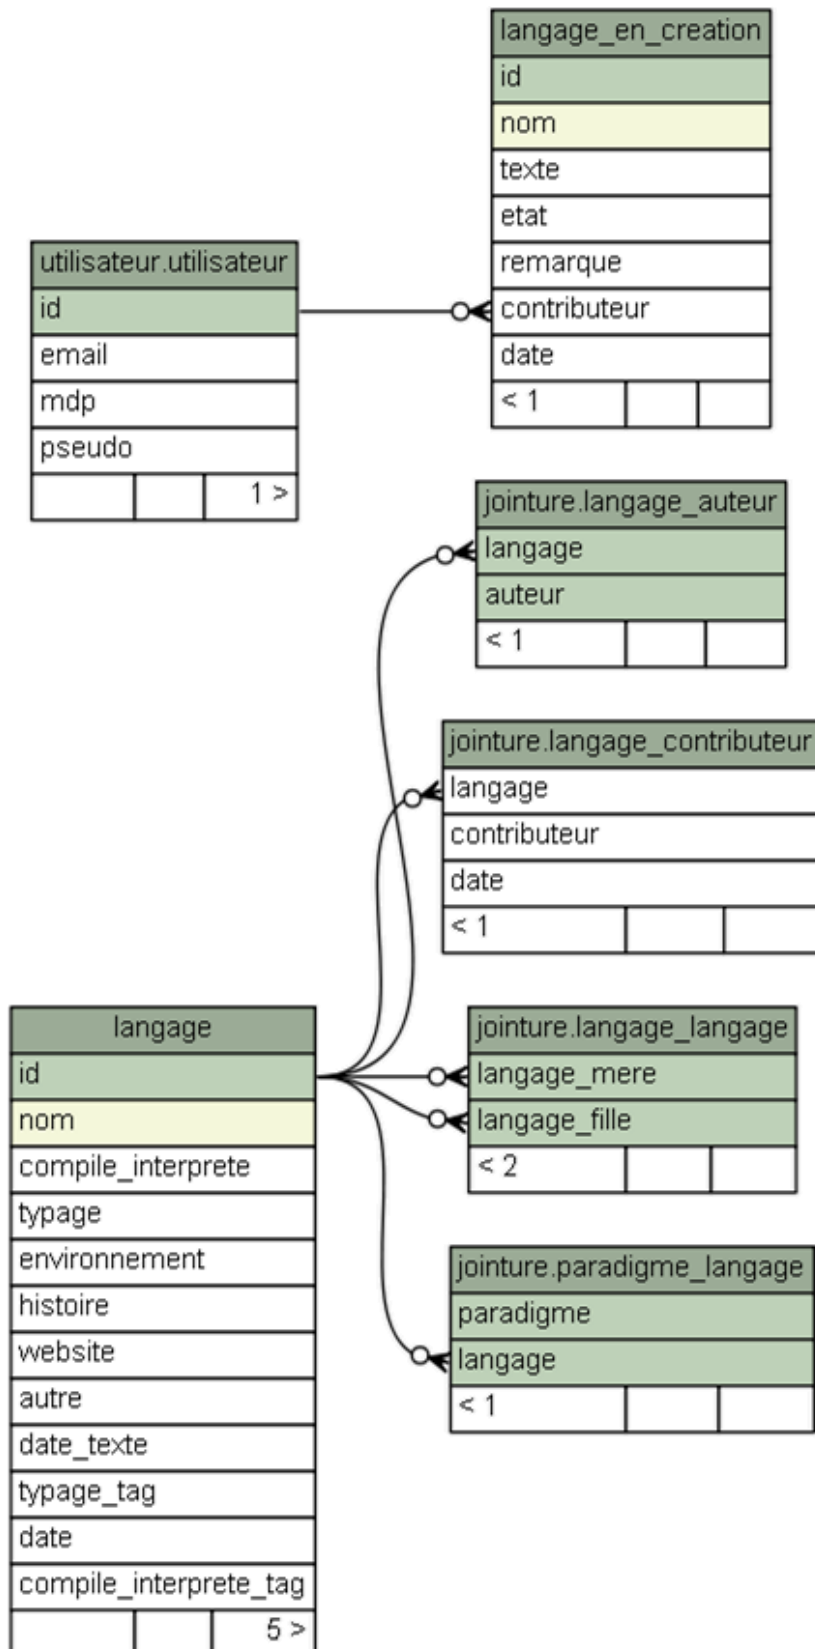 langage_en_creation
id
nom
texte
etat
remarque
contributeur
date
< 1
utilisateur.utilisateur
id
email
mdp
pseudo
1 >
jointure.langage_auteur
langage
auteur
< 1
jointure.langage_contributeur
langage
contributeur
date
< 1
langage
id
nom
compile_interprete
typage
environnement
histoire
website
autre
date_texte
typage_tag
date
compile_interprete_tag
5 >
jointure.langage_langage
langage_mere
langage_fille
< 2
jointure.paradigme_langage
paradigme
langage
< 1